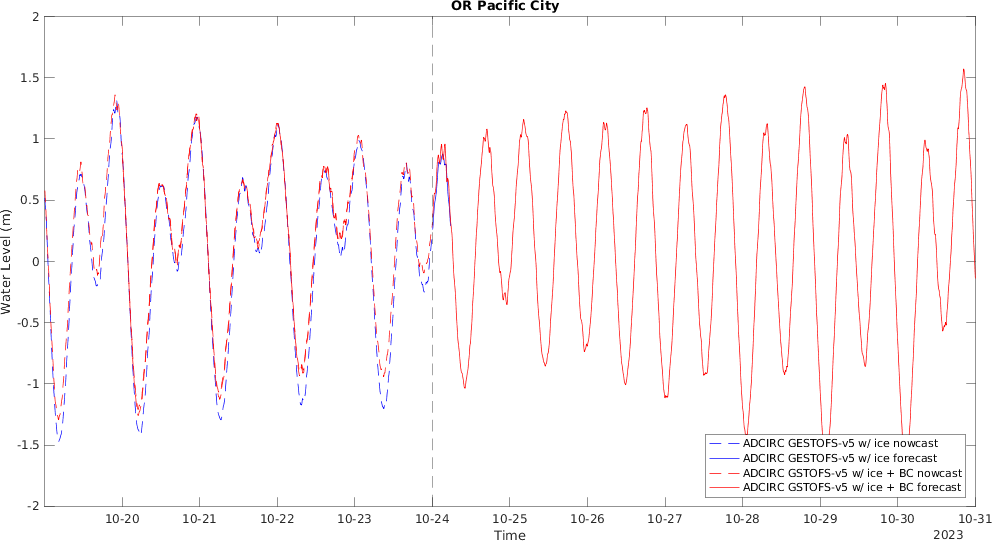 OR Pacific City
2
1.5
1
0.5
0
-0.5
-1
-1.5
-2
Water Level (m)
ADCIRC GESTOFS-v5 w/ ice nowcast
ADCIRC GESTOFS-v5 w/ ice forecast
ADCIRC GSTOFS-v5 w/ ice + BC nowcast
ADCIRC GSTOFS-v5 w/ ice + BC forecast
10-20 10-21 10-22 10-23 10-24 10-25 10-26 10-27 10-28 10-29 10-30 10-31
Time
2023